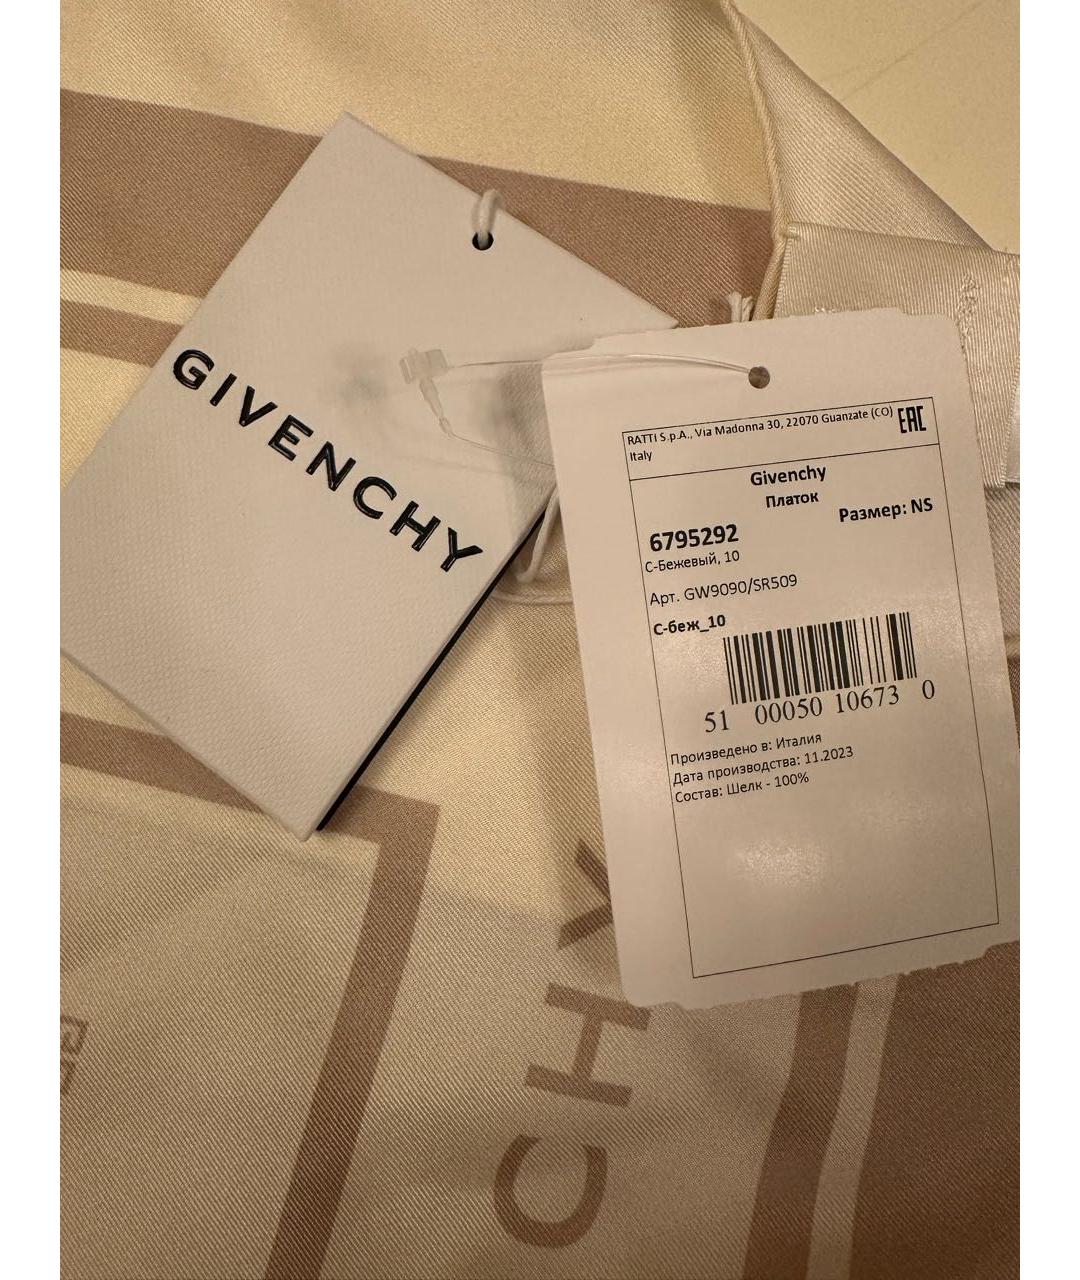 GIVENCHY
RATTI S.p.A., Via Madonna 30, 22070 Guanzate (CO)
Italy
EAC
Givenchy
Платок
Размер: NS
6795292
С-Бежевый, 10
Арт. GW9090/SR509
С-беж_10
51 00050 10673 0
Произведено в: Италия
Дата производства: 11.2023
Состав: Шелк - 100%
CHY